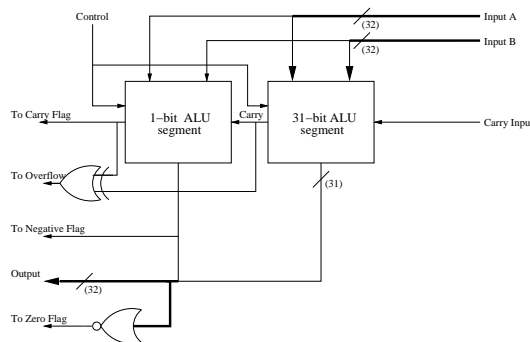 Control
(32)
Input A
(32)
Input B
To Carry Flag
1-bit ALU
segment
Carry
31-bit ALU
segment
Carry Input
To Overflow
(31)
To Negative Flag
Output
(32)
To Zero Flag